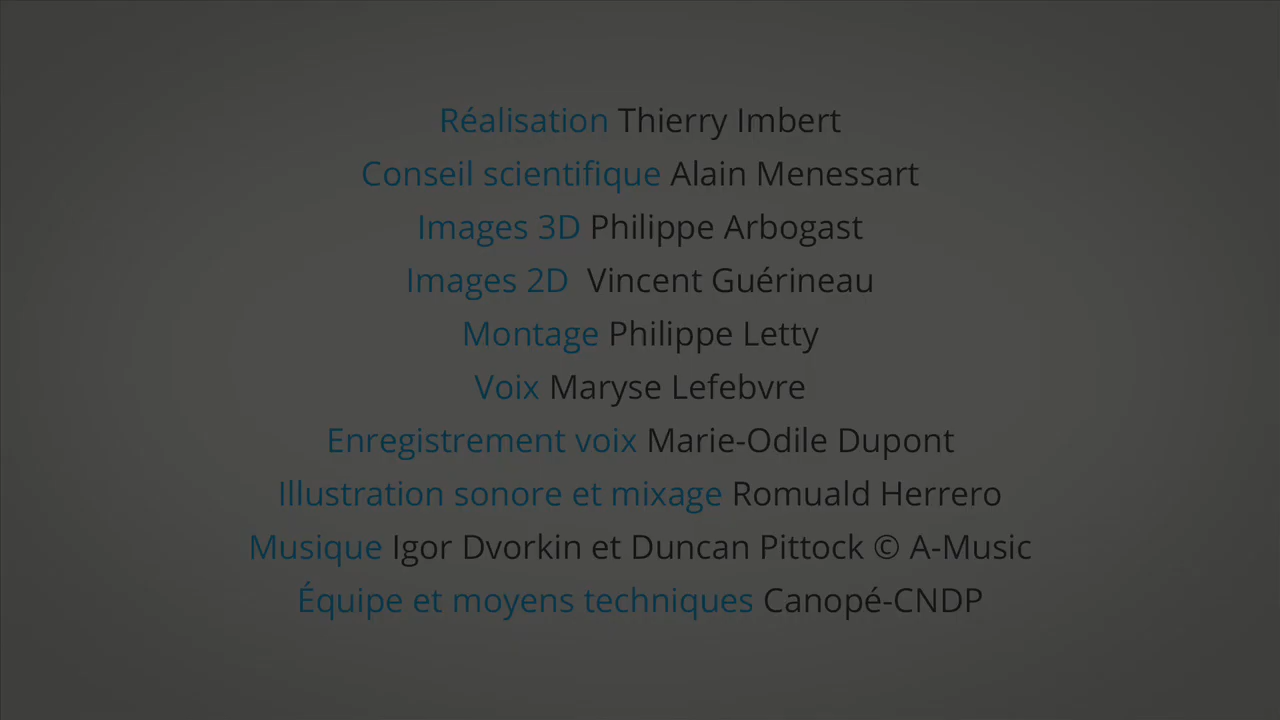 Réalisation Thierry Imbert
Conseil scientifique Alain Menessart
Images 3D Philippe Arbogast
Images 2D Vincent Guérineau
Montage Philippe Letty
Voix Maryse Lefebvre
Enregistrement voix Marie-Odile Dupont
Illustration sonore et mixage Romuald Herrero
Musique Igor Dvorkin et Duncan Pittock © A-Music
Équipe et moyens techniques Canopé-CNDP